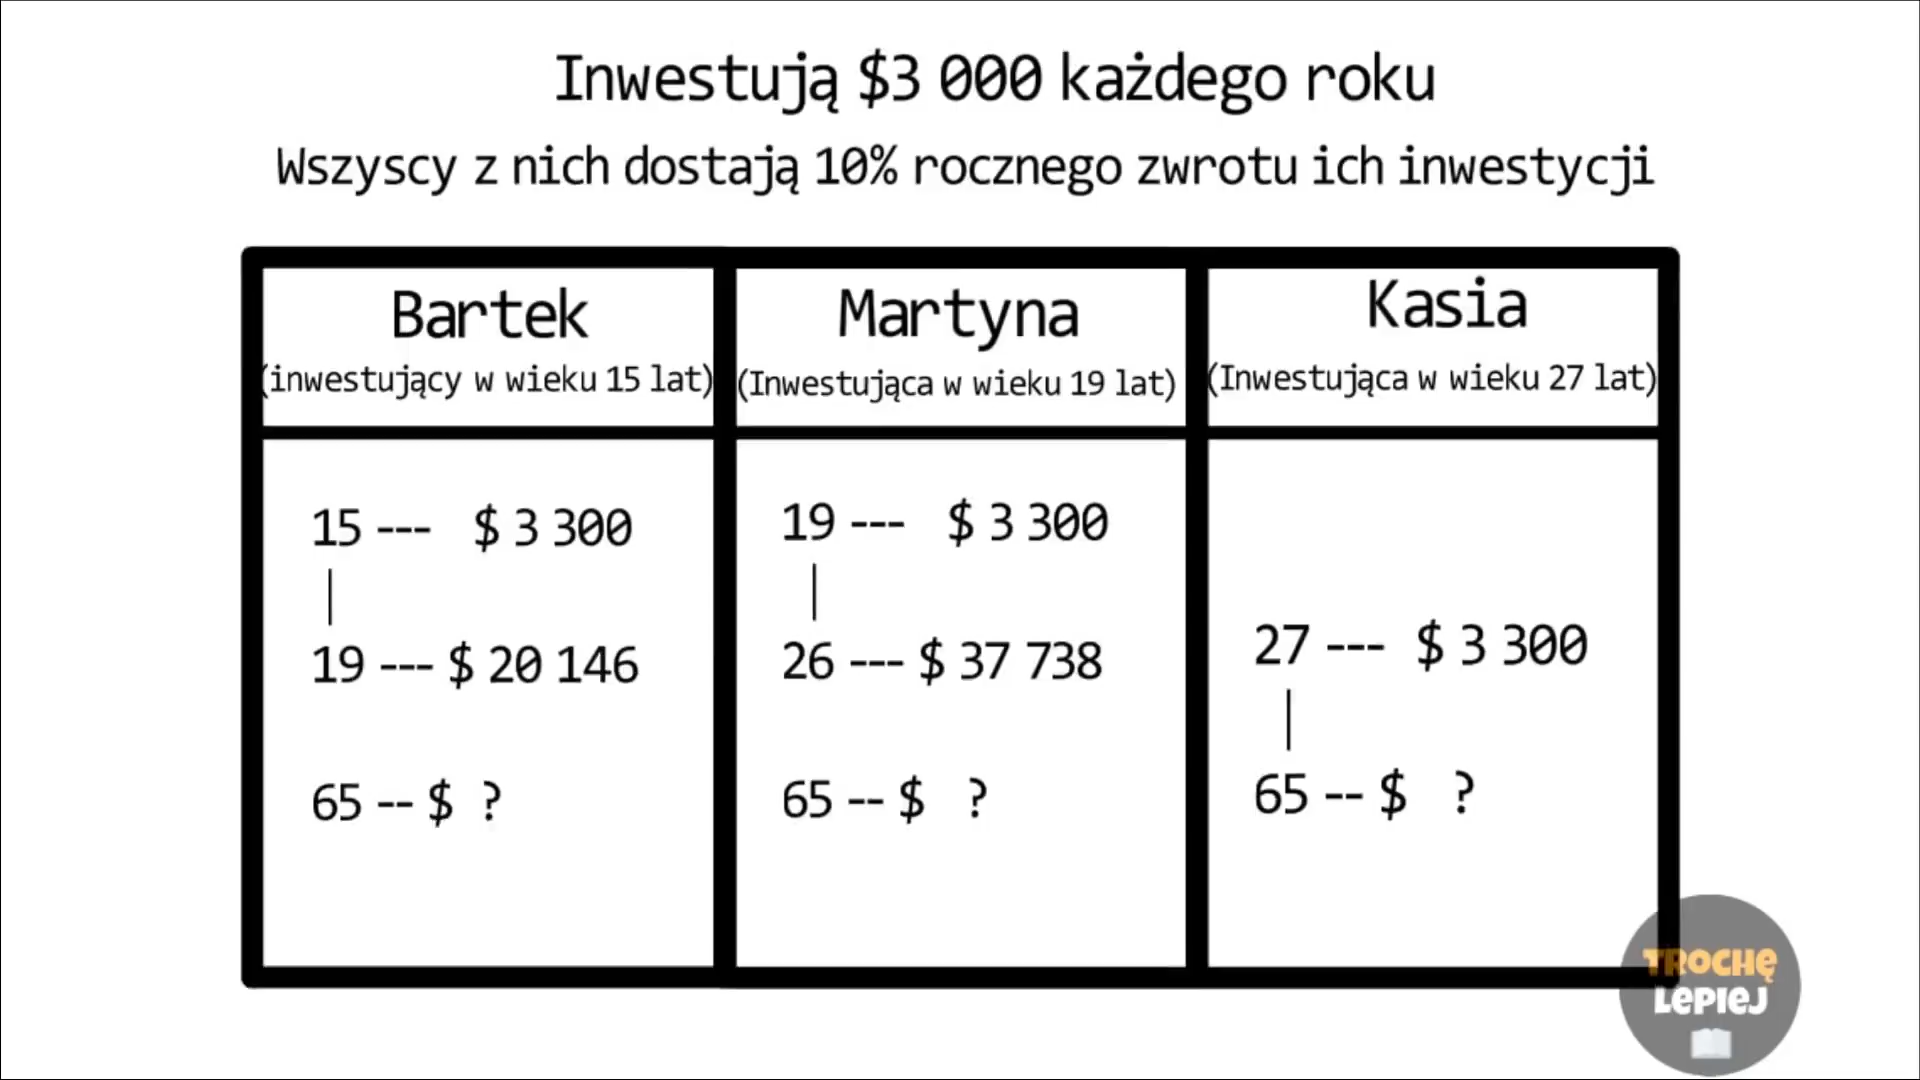 Inwestują $3 000 każdego roku
Wszyscy z nich dostają 10% rocznego zwrotu ich inwestycji
Bartek
(inwestujący w wieku 15 lat)
15 --- $ 3 300
19 --- $ 20 146
65 -- $ ?
Martyna
(Inwestująca w wieku 19 lat)
19 --- $ 3 300
26 --- $ 37 738
65 -- $ ?
Kasia
(Inwestująca w wieku 27 lat)
27 --- $ 3 300
65 -- $ ?
TROCHĘ
LEPIEJ